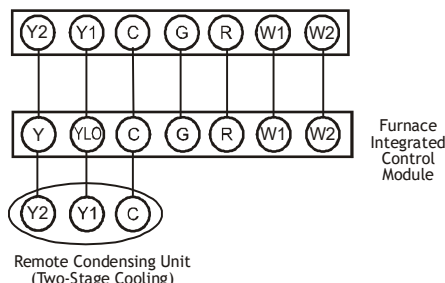 Y2 Y1 C G R W1 W2
Y YLO C G R W1 W2
Furnace
Integrated
Control
Module
Y2 Y1 C
Remote Condensing Unit
(Two-Stage Cooling)